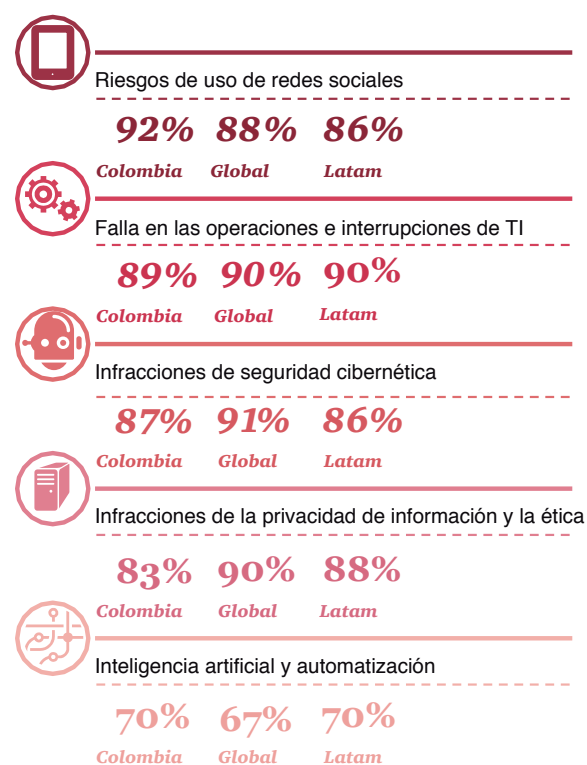 Riesgos de uso de redes sociales
92% 88% 86%
Colombia Global Latam
Falla en las operaciones e interrupciones de TI
89% 90% 90%
Colombia Global Latam
Infracciones de seguridad cibernética
87% 91% 86%
Colombia Global Latam
Infracciones de la privacidad de información y la ética
83% 90% 88%
Colombia Global Latam
Inteligencia artificial y automatización
70% 67% 70%
Colombia Global Latam